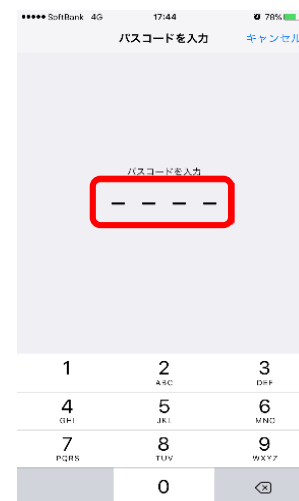 ●●●●● SoftBank 4G 17:44 78%
パスコードを入力 キャンセル
パスコードを入力
– – – –
1 2 3
ABC DEF
4 5 6
GHI JKL MNO
7 8 9
PQRS TUV WXYZ
0